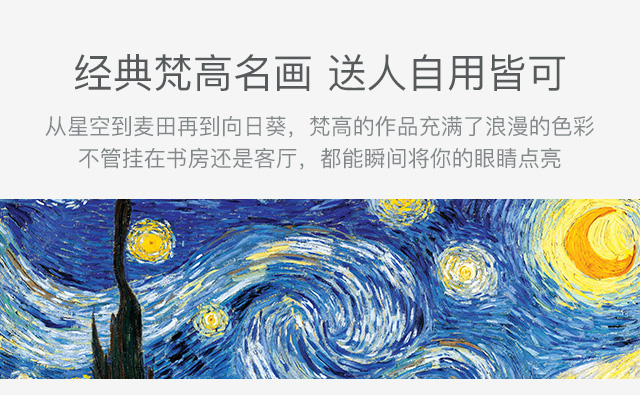 经典梵高名画 送人自用皆可
从星空到麦田再到向日葵，梵高的作品充满了浪漫的色彩
不管挂在书房还是客厅，都能瞬间将你的眼睛点亮